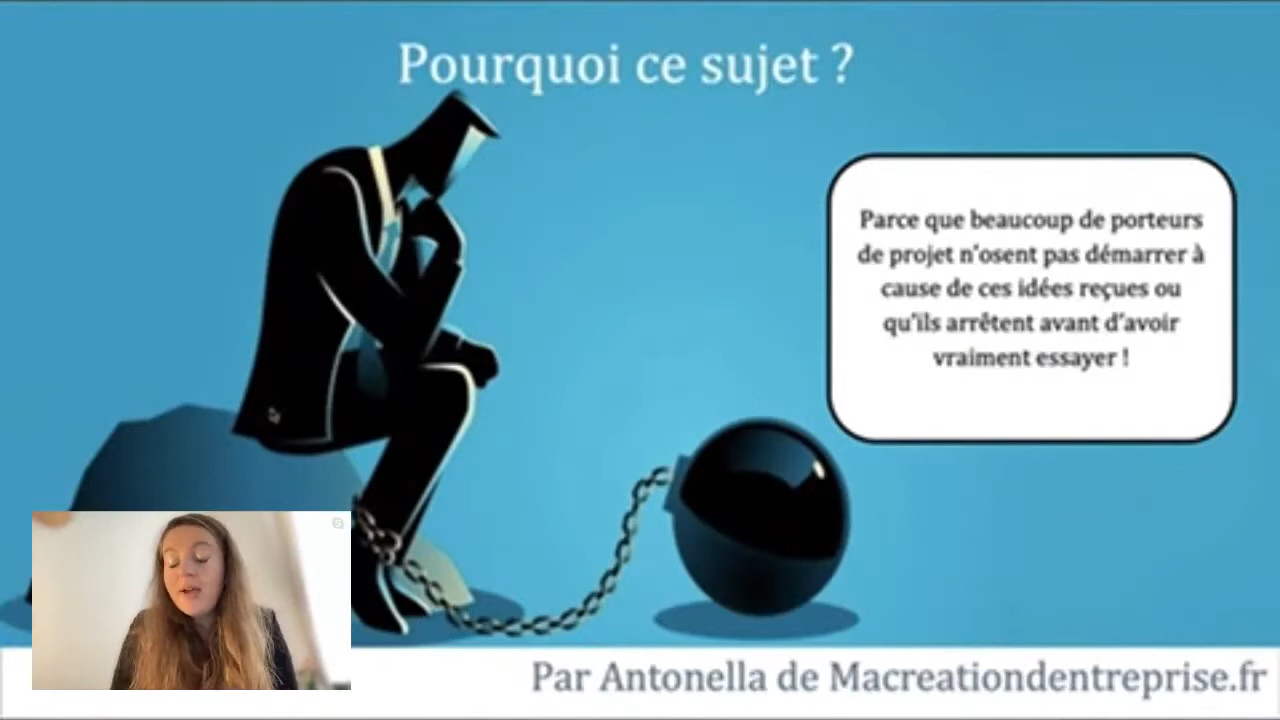 Pourquoi ce sujet ?
Parce que beaucoup de porteurs
de projet n'osent pas démarrer à
cause de ces idées reçues ou
qu'ils arrêtent avant d'avoir
vraiment essayer !
Par Antonella de Macreationdentreprise.fr